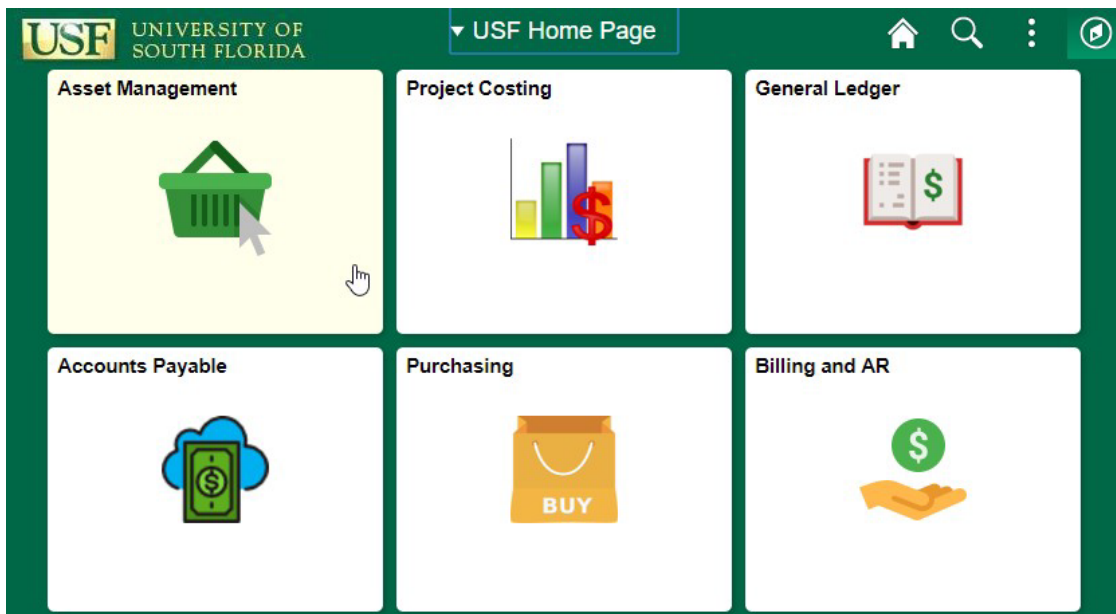 USF UNIVERSITY OF
SOUTH FLORIDA
USF Home Page
Asset Management
Project Costing
$
General Ledger
$
Accounts Payable
$
Purchasing
BUY
Billing and AR
$